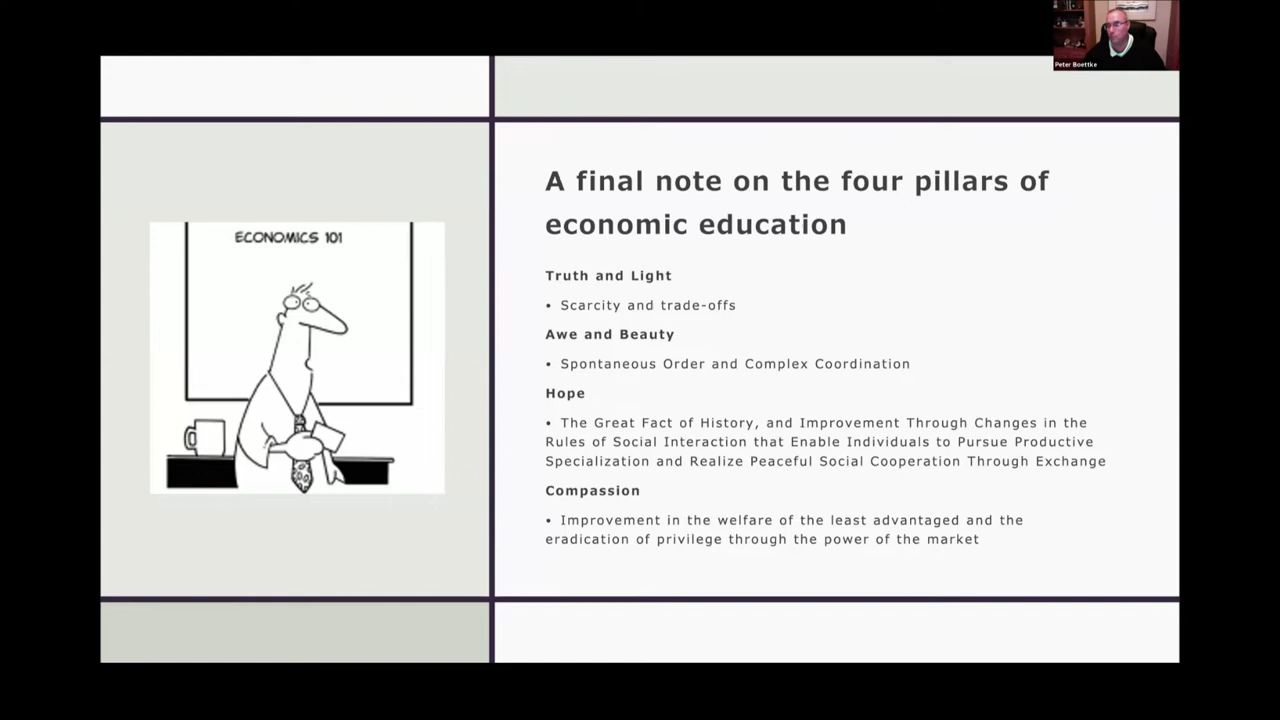 Peter Boettke
ECONOMICS 101
A final note on the four pillars of
economic education
Truth and Light
• Scarcity and trade-offs
Awe and Beauty
• Spontaneous Order and Complex Coordination
Hope
• The Great Fact of History, and Improvement Through Changes in the
Rules of Social Interaction that Enable Individuals to Pursue Productive
Specialization and Realize Peaceful Social Cooperation Through Exchange
Compassion
• Improvement in the welfare of the least advantaged and the
eradication of privilege through the power of the market